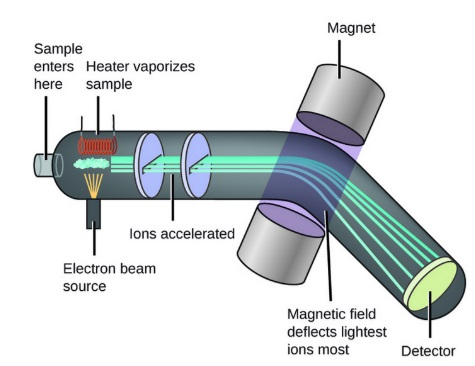 Magnet
Sample
enters
here
Heater vaporizes
sample
Ions accelerated
Electron beam
source
Magnetic field
deflects lightest
ions most
Detector